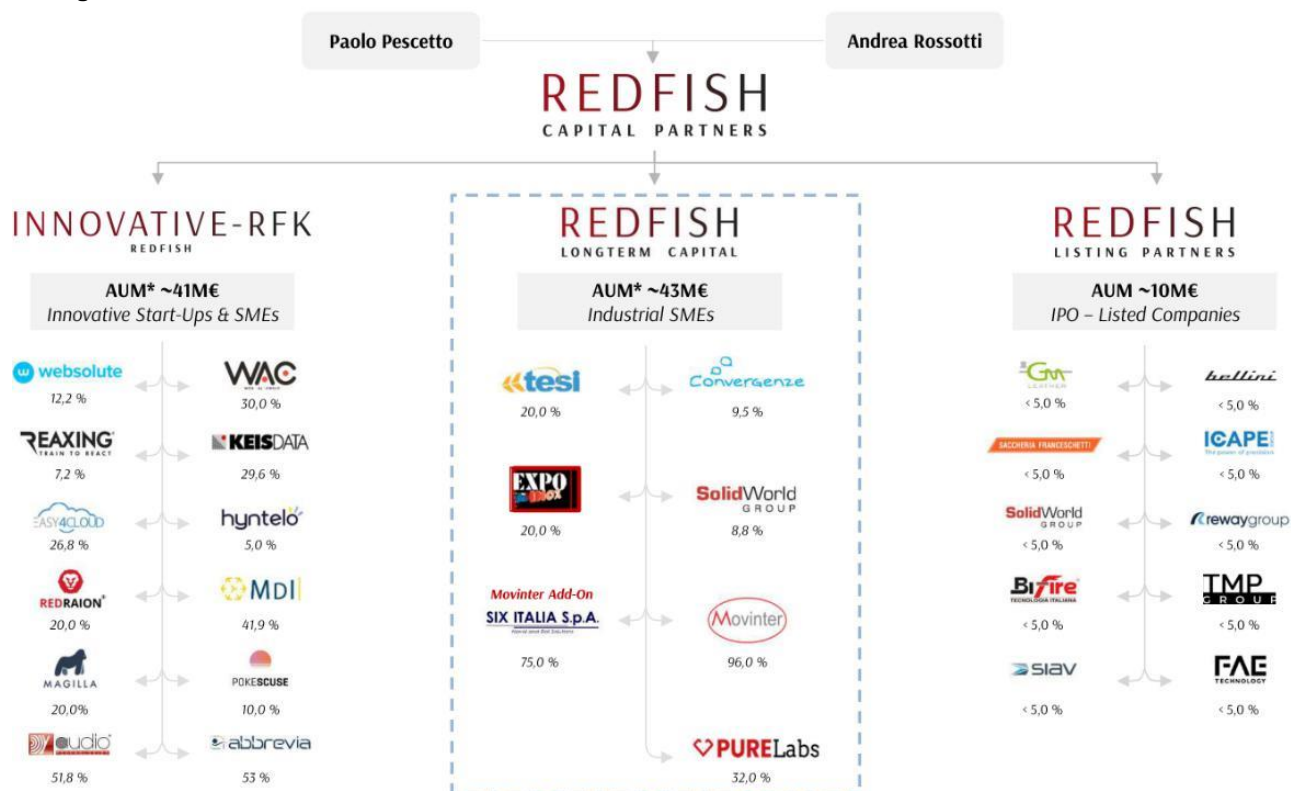 Paolo Pescetto
Andrea Rossotti
REDFISH
CAPITAL PARTNERS
INNOVATIVE-RFK
REDFISH
AUM* ~41M€
Innovative Start-Ups & SMEs
websolute
12,2 %
WAC
30,0 %
REAXING
TRAIN TO REACT
7,2 %
KEISDATA
29,6 %
EASY4CLOUD
26,8 %
hyntelo
5,0 %
REDRAION
20,0 %
MDI
41,9 %
MAGILLA
20,0%
POKESCUSE
10,0 %
audio
51,8 %
abbrevia
53 %
REDFISH
LONGTERM CAPITAL
AUM* ~43M€
Industrial SMEs
tesi
20,0 %
Convergenze
9,5 %
EXPO
inox
20,0 %
SolidWorld
GROUP
8,8 %
Movinter Add-On
SIX ITALIA S.p.A.
75,0 %
Movinter
96,0 %
PURELabs
32,0 %
REDFISH
LISTING PARTNERS
AUM ~10M€
IPO – Listed Companies
GM
LEATHER
< 5,0 %
bellini
< 5,0 %
SACCHERIA FRANCESCHETTI
< 5,0 %
ICAPE
The power of precision
< 5,0 %
SolidWorld
GROUP
< 5,0 %
rewaygroup
< 5,0 %
BiFire
TECNOLOGIA ITALIANA
< 5,0 %
TMP
GROUP
< 5,0 %
SIAV
< 5,0 %
FAE
TECHNOLOGY
< 5,0 %